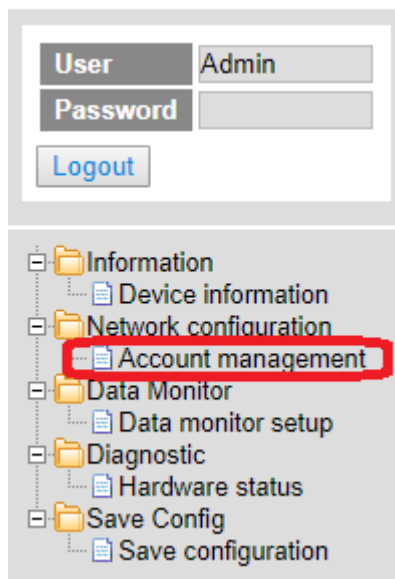 User Admin
Password
Logout
Information
Device information
Network configuration
Account management
Data Monitor
Data monitor setup
Diagnostic
Hardware status
Save Config
Save configuration